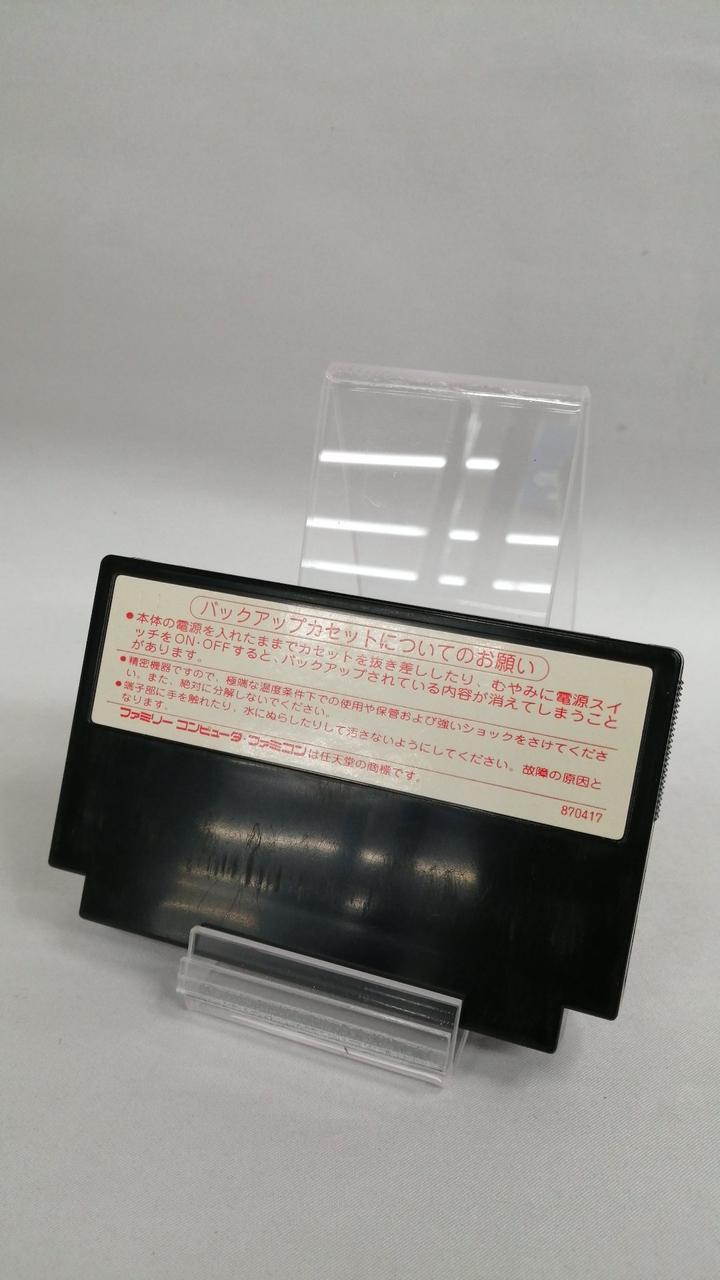 バックアップカセットについてのお願い
●本体の電源を入れたままでカセットを抜き差ししたり、むやみに電源スイ
ッチをON・OFFすると、バックアップされている内容が消えてしまうこと
があります。
●精密機器ですので、極端な温度条件下での使用や保管および強いショックをさけてくださ
い。また、絶対に分解しないでください。
●端子部に手を触れたり、水にぬらしたりして汚さないようにしてください。故障の原因と
なります。
ファミリーコンピュータ・ファミコンは任天堂の商標です。
870417